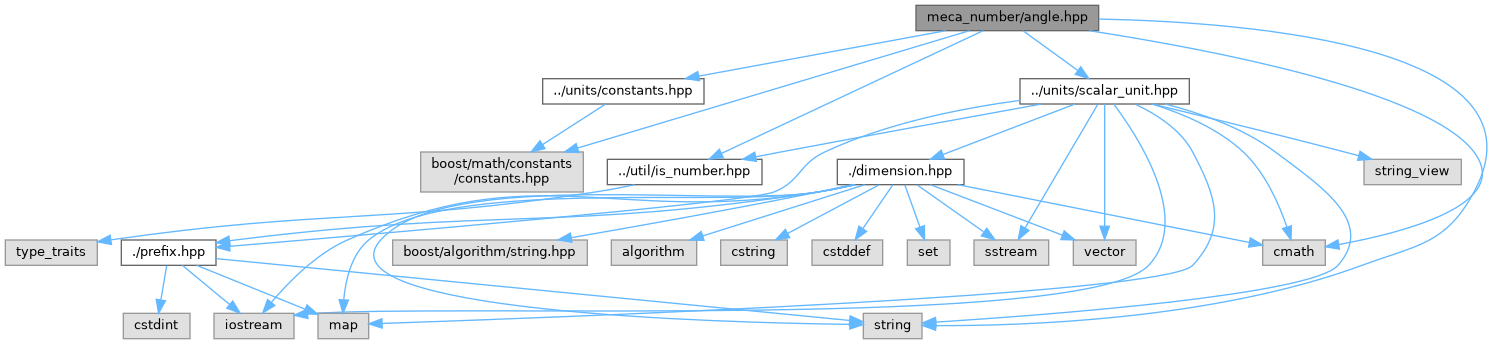 meca_number/angle.hpp
../units/constants.hpp
../units/scalar_unit.hpp
boost/math/constants
/constants.hpp
../util/is_number.hpp
./dimension.hpp
string_view
type_traits
./prefix.hpp
boost/algorithm/string.hpp
algorithm
cstring
cstddef
set
sstream
vector
cmath
cstdint
iostream
map
string